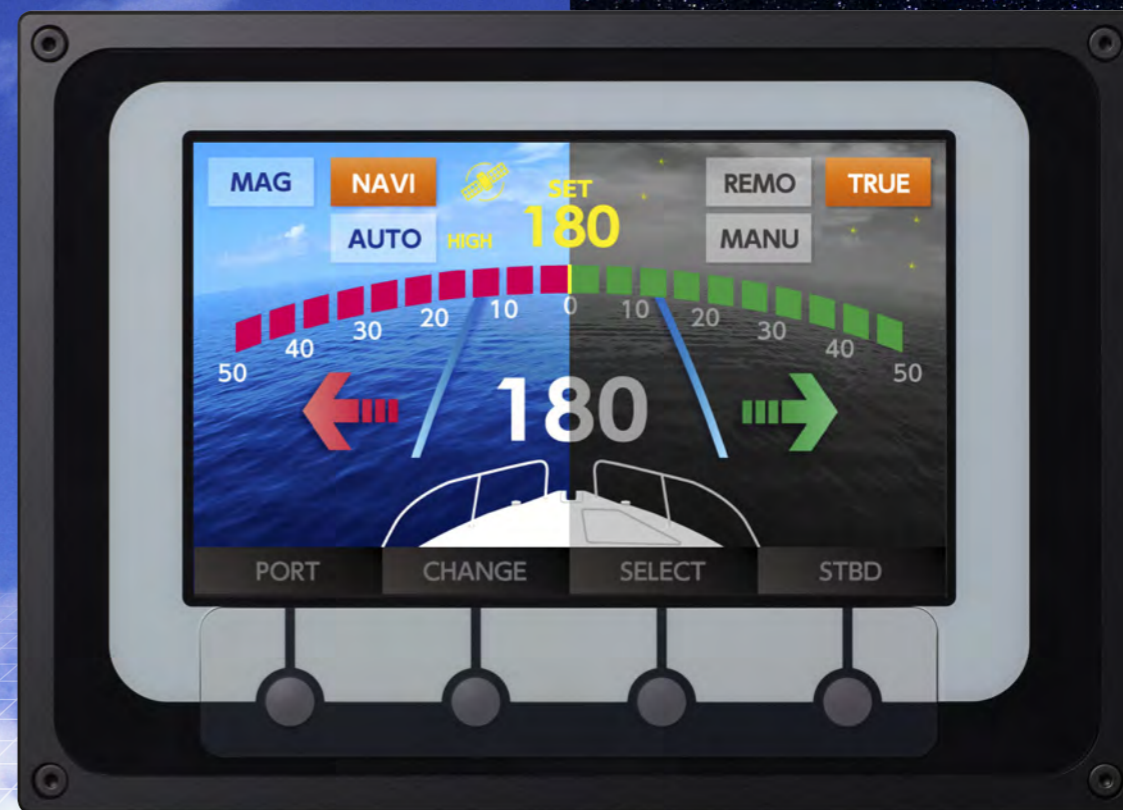 MAG NAVI SET REMO TRUE
AUTO HIGH 180 MANU
50 40 30 20 10 0 10 20 30 40 50
180
PORT CHANGE SELECT STBD